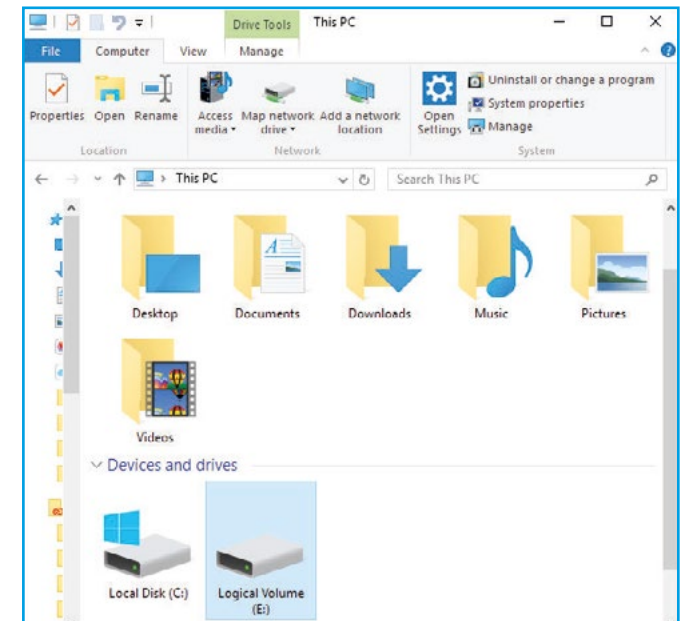 Drive Tools This PC
File Computer View Manage
Properties Open Rename
Access media
Map network drive
Add a network location
Open Settings
Uninstall or change a program
System properties
Manage
Location Network System
This PC Search This PC
Desktop Documents Downloads Music Pictures
Videos
Devices and drives
Local Disk (C:)
Logical Volume
(E:)